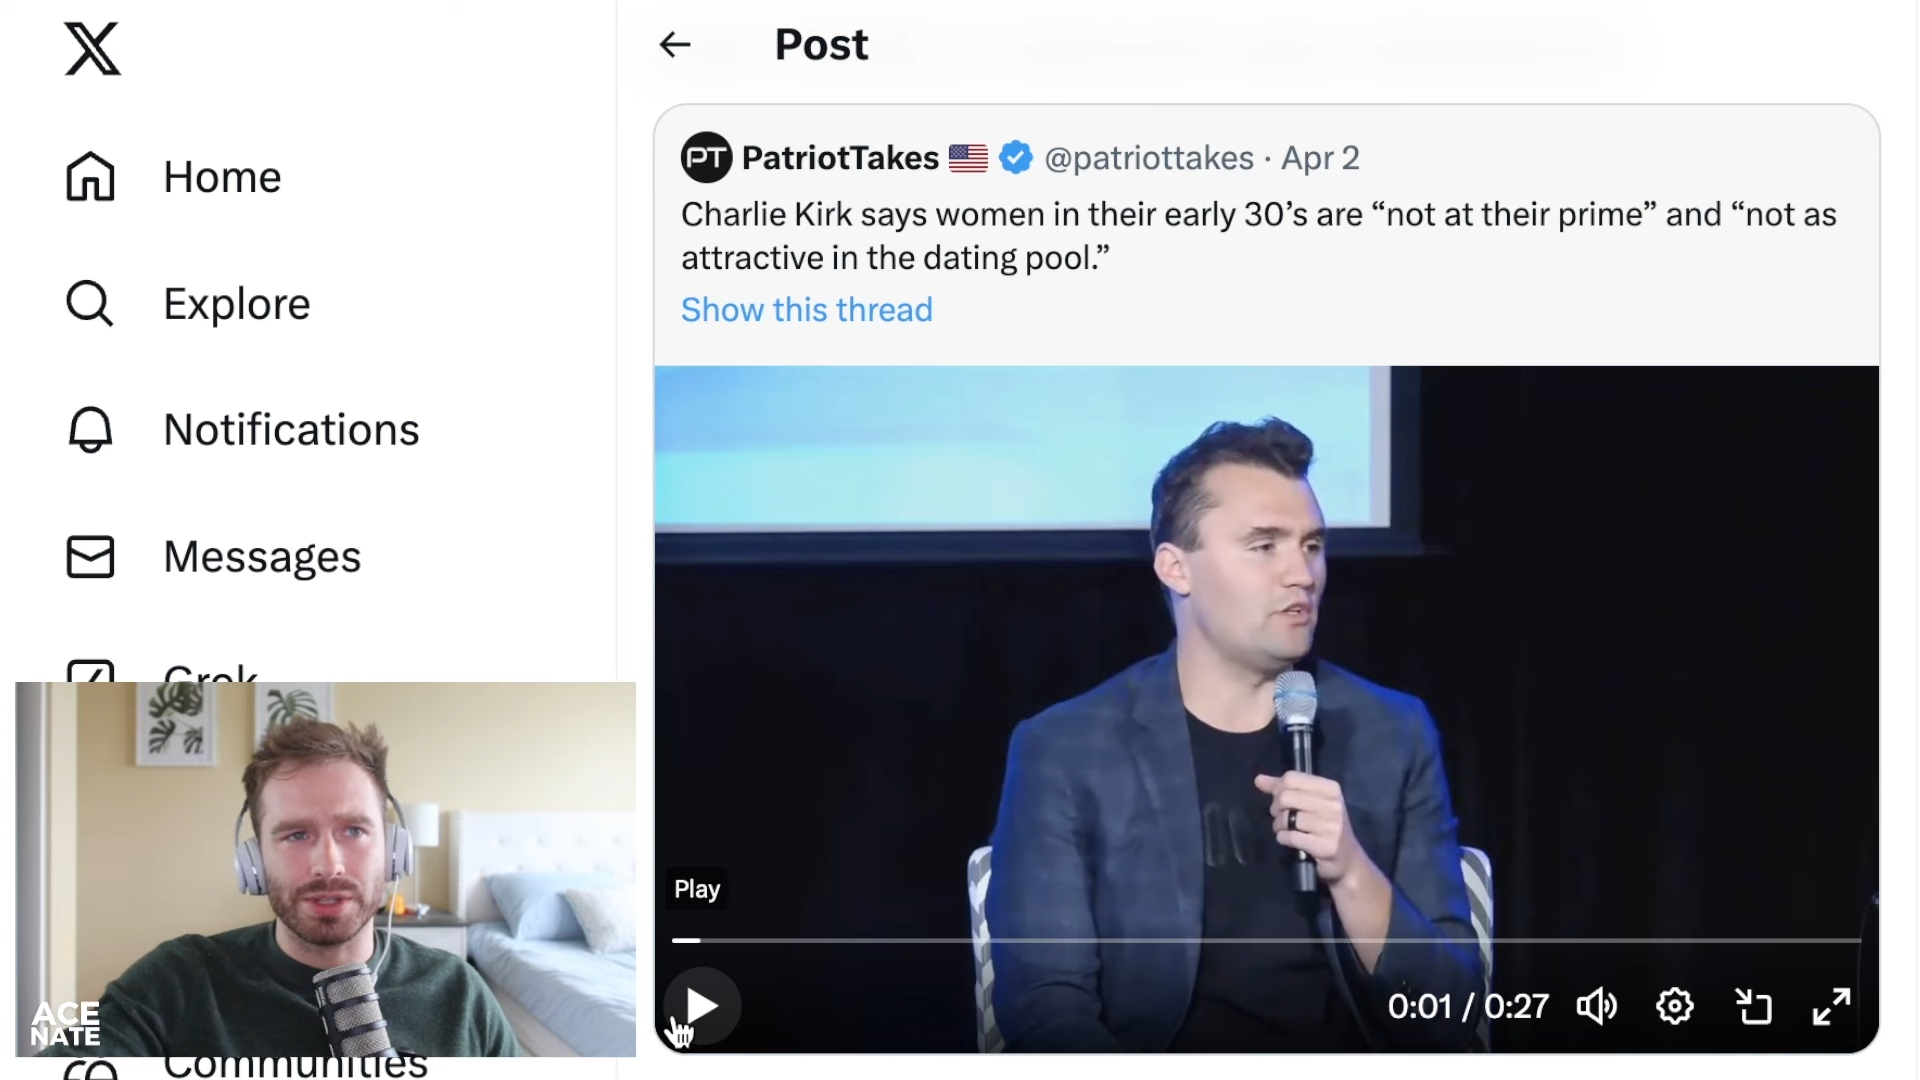 X
Home
Explore
Notifications
Messages
Grok
Communities
Post
PT PatriotTakes @patriottakes · Apr 2
Charlie Kirk says women in their early 30’s are “not at their prime” and “not as
attractive in the dating pool.”
Show this thread
Play
0:01 / 0:27
ACE
NATE